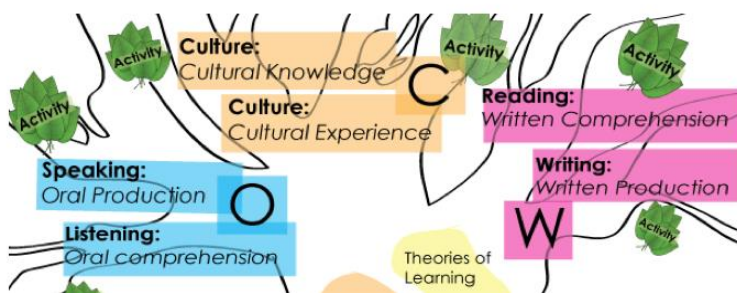 Activity
Activity
Activity
Activity
Activity
Culture:
Cultural Knowledge
C
Culture:
Cultural Experience
Reading:
Written Comprehension
Speaking:
Oral Production
O
Listening:
Oral comprehension
Writing:
Written Production
W
Theories of
Learning